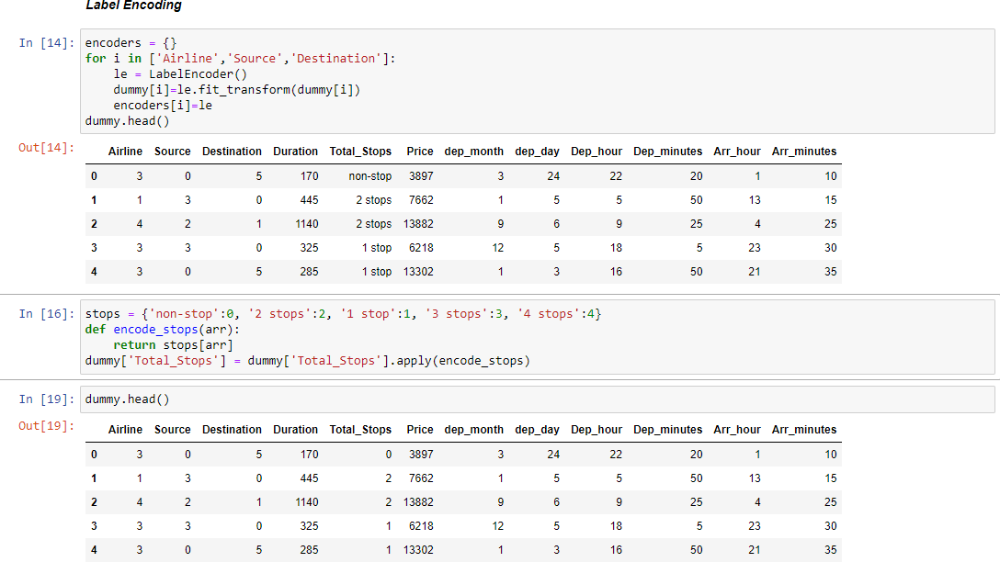 Label Encoding
In [14]:
encoders = {}
for i in ['Airline','Source','Destination']:
    le = LabelEncoder()
    dummy[i]=le.fit_transform(dummy[i])
    encoders[i]=le
dummy.head()
Out[14]:
Airline Source Destination Duration Total_Stops Price dep_month dep_day Dep_hour Dep_minutes Arr_hour Arr_minutes
0 3 0 5 170 non-stop 3897 3 24 22 20 1 10
1 1 3 0 445 2 stops 7662 1 5 5 50 13 15
2 4 2 1 1140 2 stops 13882 9 6 9 25 4 25
3 3 3 0 325 1 stop 6218 12 5 18 5 23 30
4 3 0 5 285 1 stop 13302 1 3 16 50 21 35
In [16]:
stops = {'non-stop':0, '2 stops':2, '1 stop':1, '3 stops':3, '4 stops':4}
def encode_stops(arr):
    return stops[arr]
dummy['Total_Stops'] = dummy['Total_Stops'].apply(encode_stops)
In [19]:
dummy.head()
Out[19]:
Airline Source Destination Duration Total_Stops Price dep_month dep_day Dep_hour Dep_minutes Arr_hour Arr_minutes
0 3 0 5 170 0 3897 3 24 22 20 1 10
1 1 3 0 445 2 7662 1 5 5 50 13 15
2 4 2 1 1140 2 13882 9 6 9 25 4 25
3 3 3 0 325 1 6218 12 5 18 5 23 30
4 3 0 5 285 1 13302 1 3 16 50 21 35